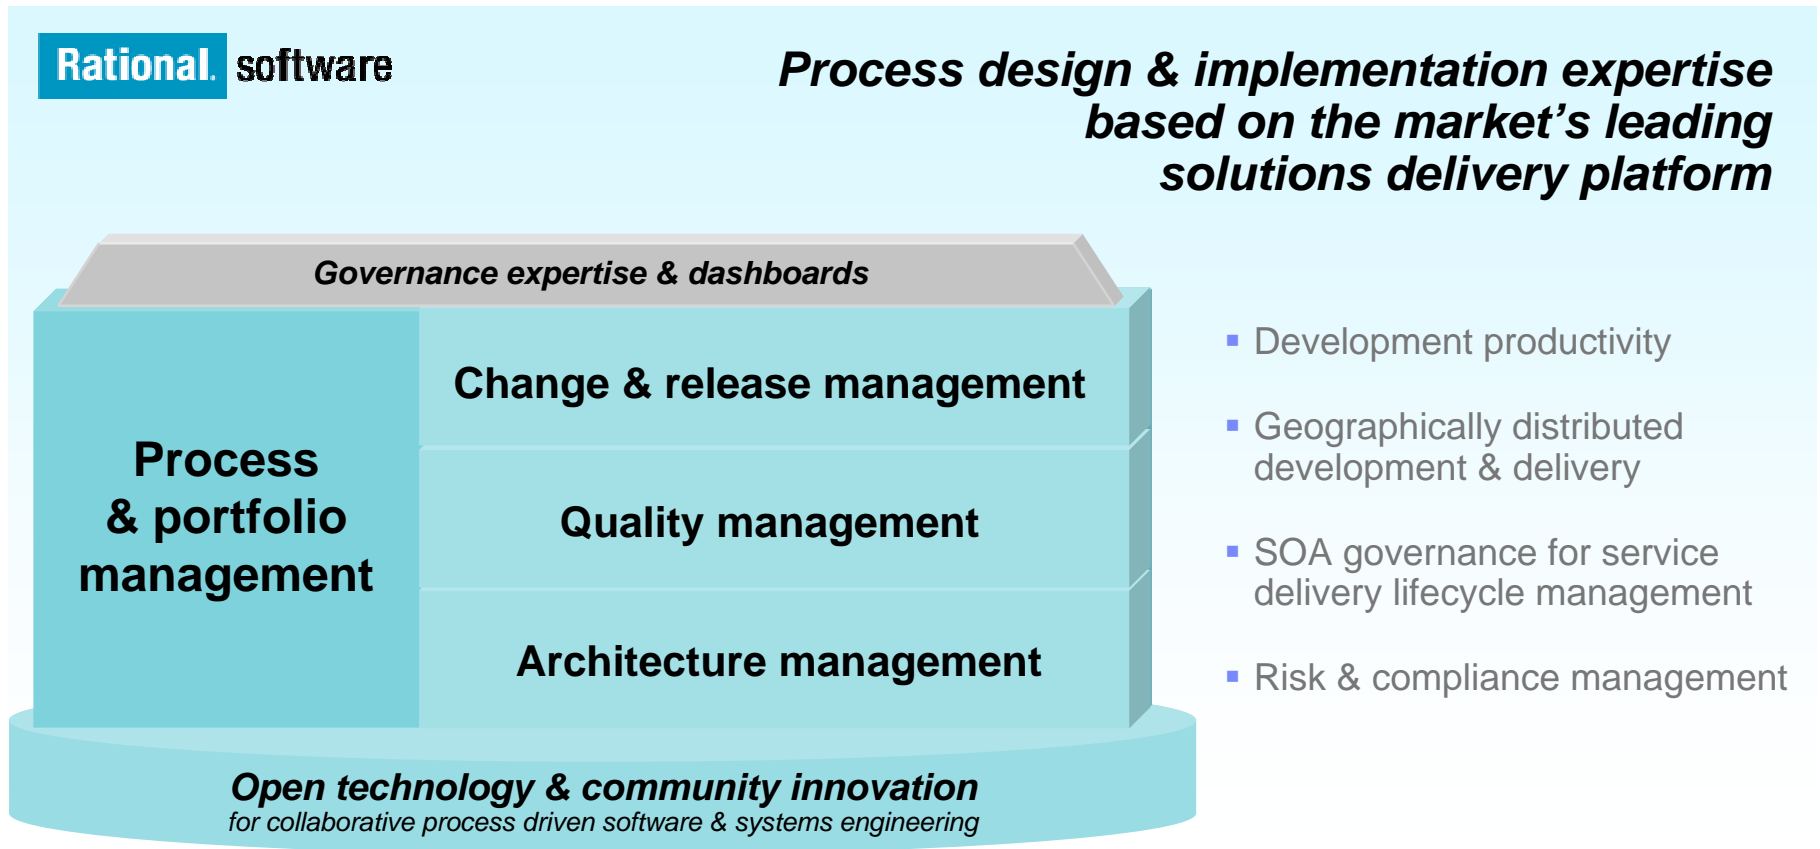 Rational. software
Process design & implementation expertise
based on the market's leading
solutions delivery platform
Governance expertise & dashboards
Process
& portfolio
management
Change & release management
Quality management
Architecture management
Open technology & community innovation
for collaborative process driven software & systems engineering
▪ Development productivity
▪ Geographically distributed
development & delivery
▪ SOA governance for service
delivery lifecycle management
▪ Risk & compliance management